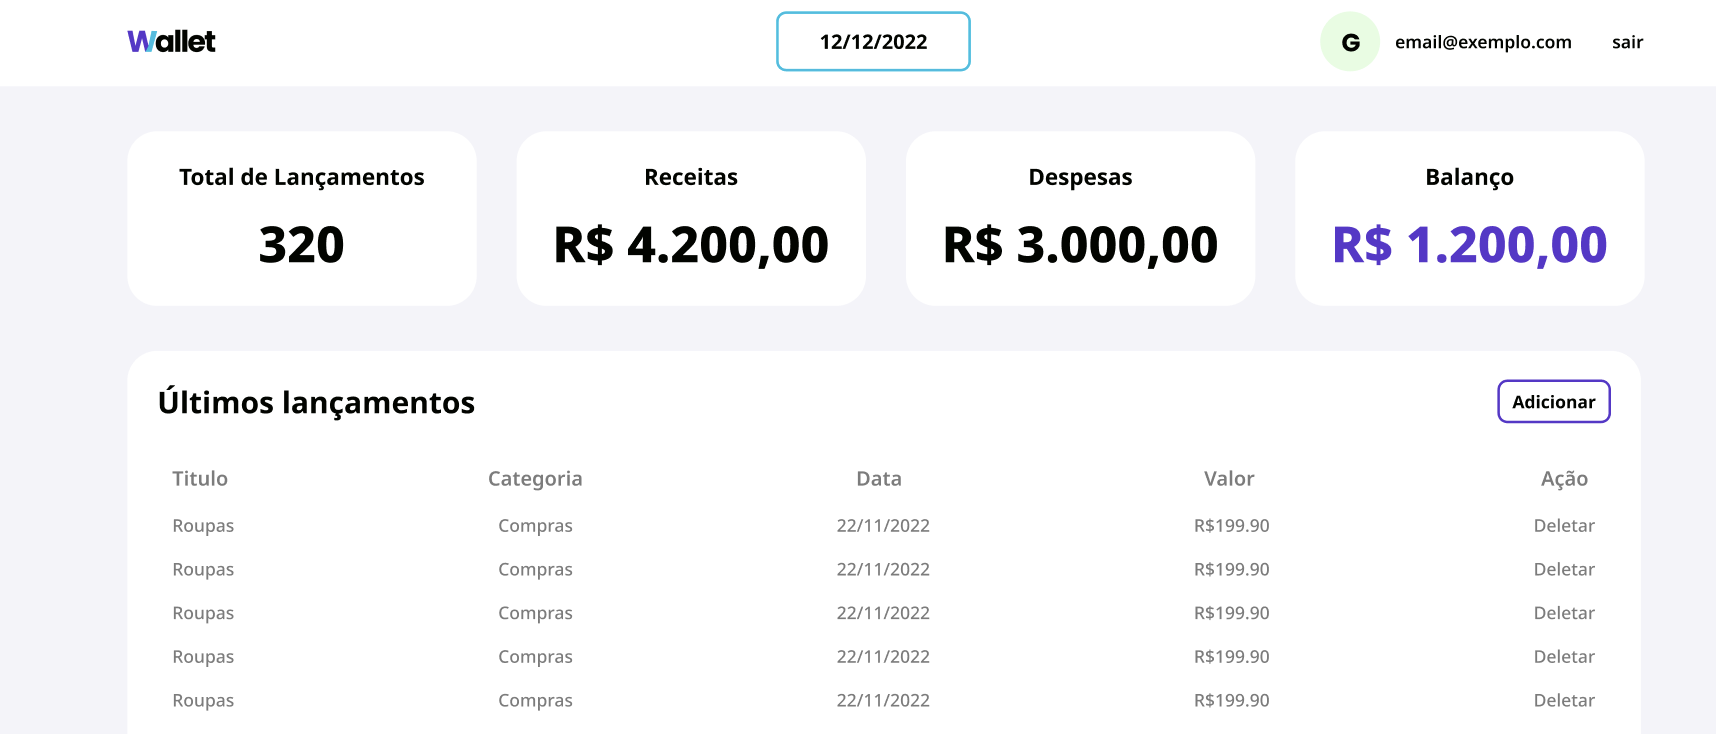 Wallet 12/12/2022 G email@exemplo.com sair
Total de Lançamentos Receitas Despesas Balanço
320 R$ 4.200,00 R$ 3.000,00 R$ 1.200,00
Últimos lançamentos Adicionar
Titulo Categoria Data Valor Ação
Roupas Compras 22/11/2022 R$199.90 Deletar
Roupas Compras 22/11/2022 R$199.90 Deletar
Roupas Compras 22/11/2022 R$199.90 Deletar
Roupas Compras 22/11/2022 R$199.90 Deletar
Roupas Compras 22/11/2022 R$199.90 Deletar